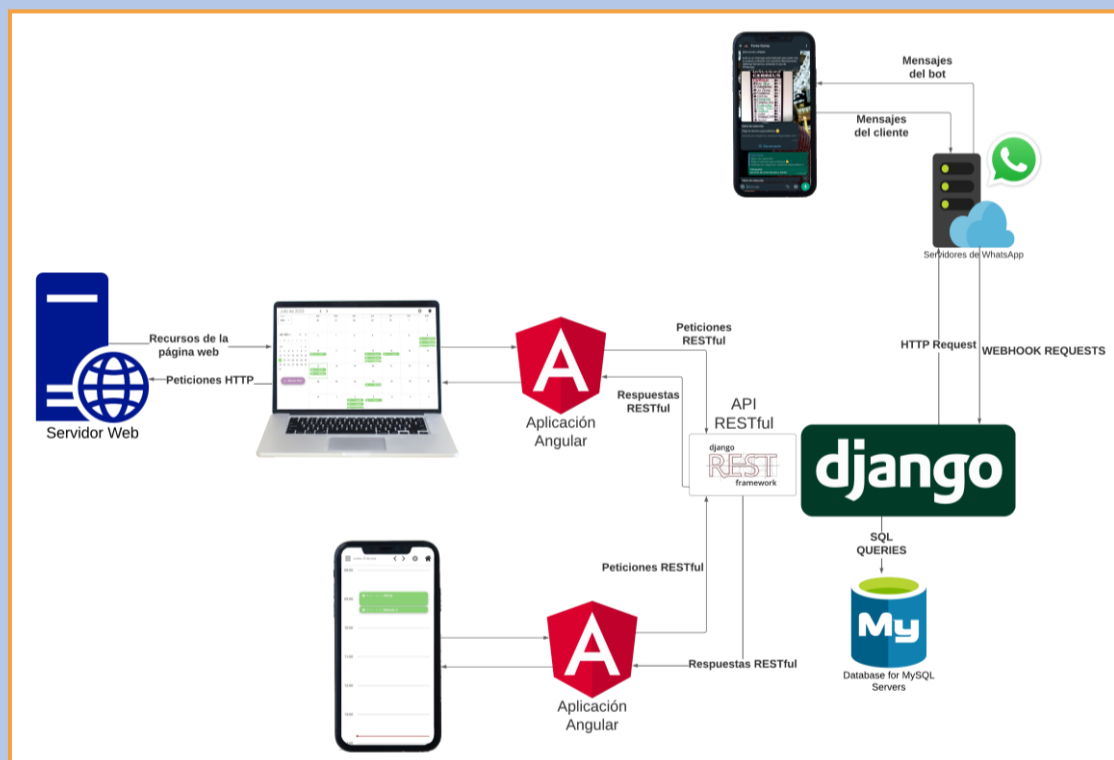 Mensajes
del bot
Mensajes
del cliente
Servidores de WhatsApp
Recursos de la
página web
Peticiones HTTP
Servidor Web
Aplicación
Angular
Peticiones
RESTful
Respuestas
RESTful
API
RESTful
django
REST
framework
HTTP Request
WEBHOOK REQUESTS
django
SQL
QUERIES
My
Database for MySQL
Servers
Peticiones RESTful
Respuestas RESTful
Aplicación
Angular